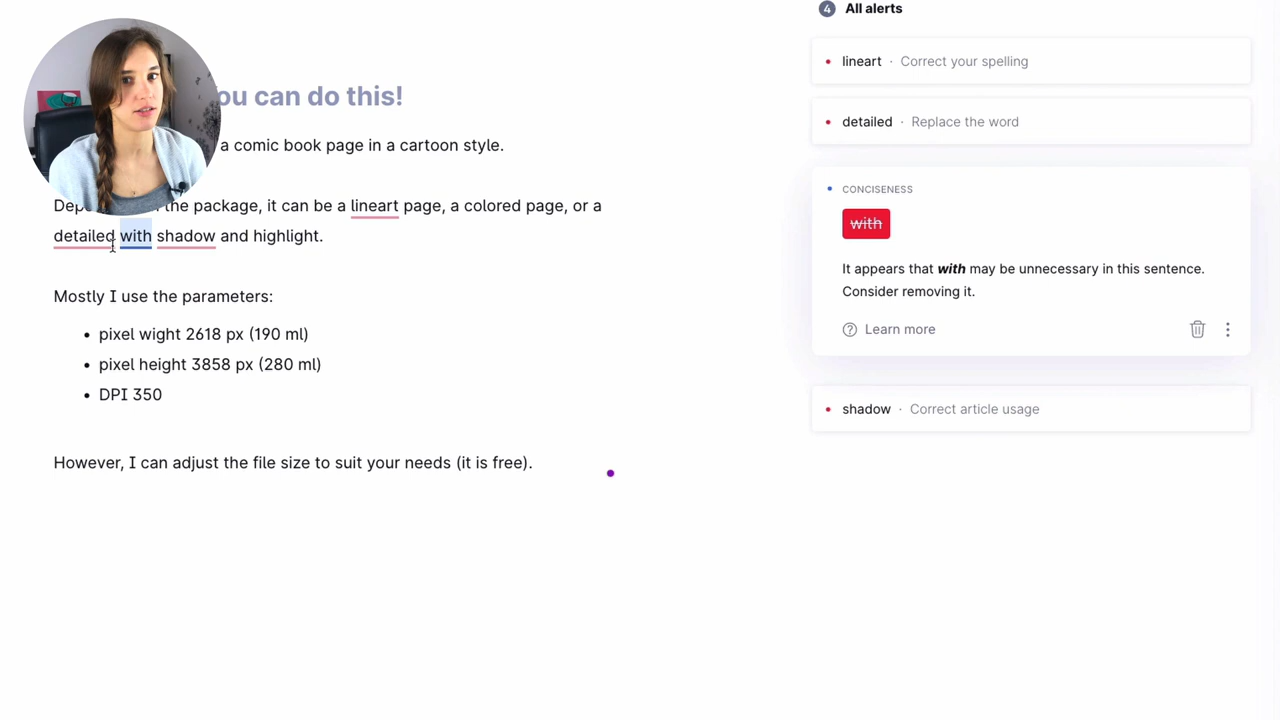 ou can do this!
a comic book page in a cartoon style.
the package, it can be a lineart page, a colored page, or a
detailed with shadow and highlight.
Mostly I use the parameters:
• pixel wight 2618 px (190 ml)
• pixel height 3858 px (280 ml)
• DPI 350
However, I can adjust the file size to suit your needs (it is free).
4 All alerts
lineart · Correct your spelling
detailed · Replace the word
CONCISENESS
with
It appears that with may be unnecessary in this sentence.
Consider removing it.
Learn more
shadow · Correct article usage